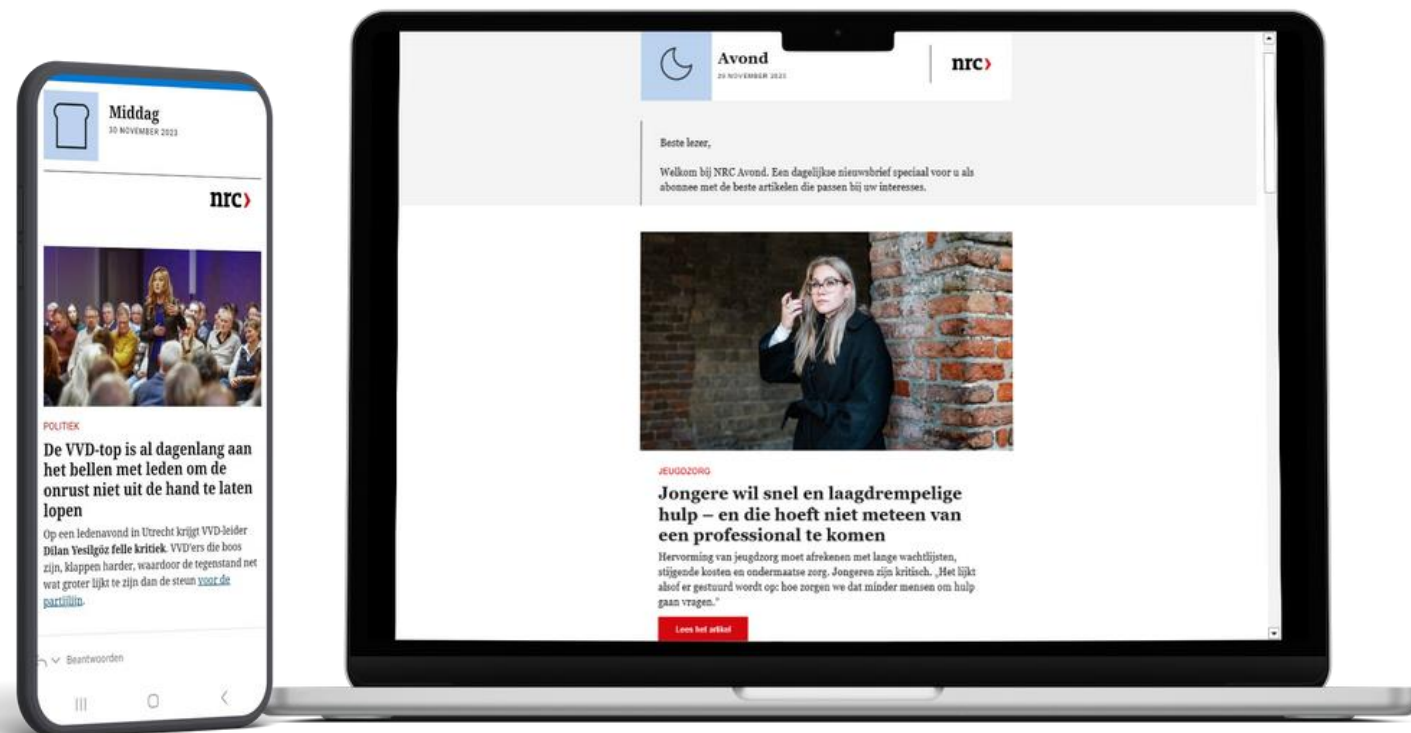 Middag
30 NOVEMBER 2023
nrc>
POLITIEK
De VVD-top is al dagenlang aan
het bellen met leden om de
onrust niet uit de hand te laten
lopen
Op een ledenavond in Utrecht krijgt VVD-leider
Dilan Yesilgöz felle kritiek. VVD'ers die boos
zijn, klappen harder, waardoor de tegenstand net
wat groter lijkt te zijn dan de steun voor de
partijlijn.
Beantwoorden
Avond
29 NOVEMBER 2023
nrc>
Beste lezer,
Welkom bij NRC Avond. Een dagelijkse nieuwsbrief speciaal voor u als
abonnee met de beste artikelen die passen bij uw interesses.
JEUGDZORG
Jongere wil snel en laagdrempelige
hulp – en die hoeft niet meteen van
een professional te komen
Hervorming van jeugdzorg moet afrekenen met lange wachtlijsten,
stijgende kosten en ondermaatse zorg. Jongeren zijn kritisch. „Het lijkt
alsof er gestuurd wordt op: hoe zorgen we dat minder mensen om hulp
gaan vragen.”
Lees het artikel